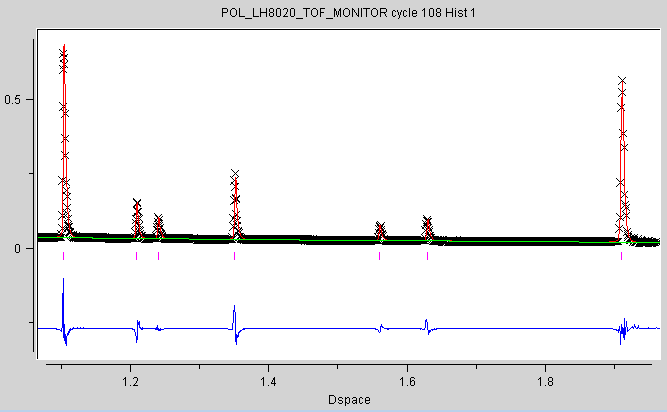 POL_LH8020_TOF_MONITOR cycle 108 Hist 1
0.5
0
1.2 1.4 1.6 1.8
Dspace